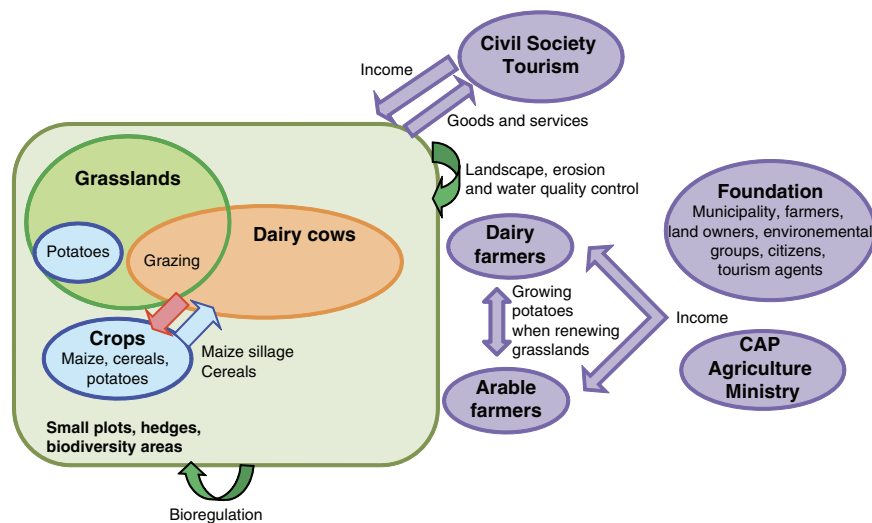 Civil Society
Tourism
Income
Goods and services
Grasslands
Dairy cows
Potatoes
Grazing
Crops
Maize, cereals,
potatoes
Maize sillage
Cereals
Small plots, hedges,
biodiversity areas
Bioregulation
Landscape, erosion
and water quality control
Dairy
farmers
Growing
potatoes
when renewing
grasslands
Arable
farmers
Foundation
Municipality, farmers,
land owners, environmental
groups, citizens,
tourism agents
Income
CAP
Agriculture
Ministry